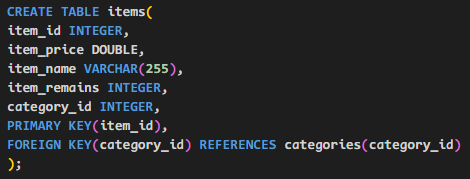 CREATE TABLE items(
item_id INTEGER,
item_price DOUBLE,
item_name VARCHAR(255),
item_remains INTEGER,
category_id INTEGER,
PRIMARY KEY(item_id),
FOREIGN KEY(category_id) REFERENCES categories(category_id)
);